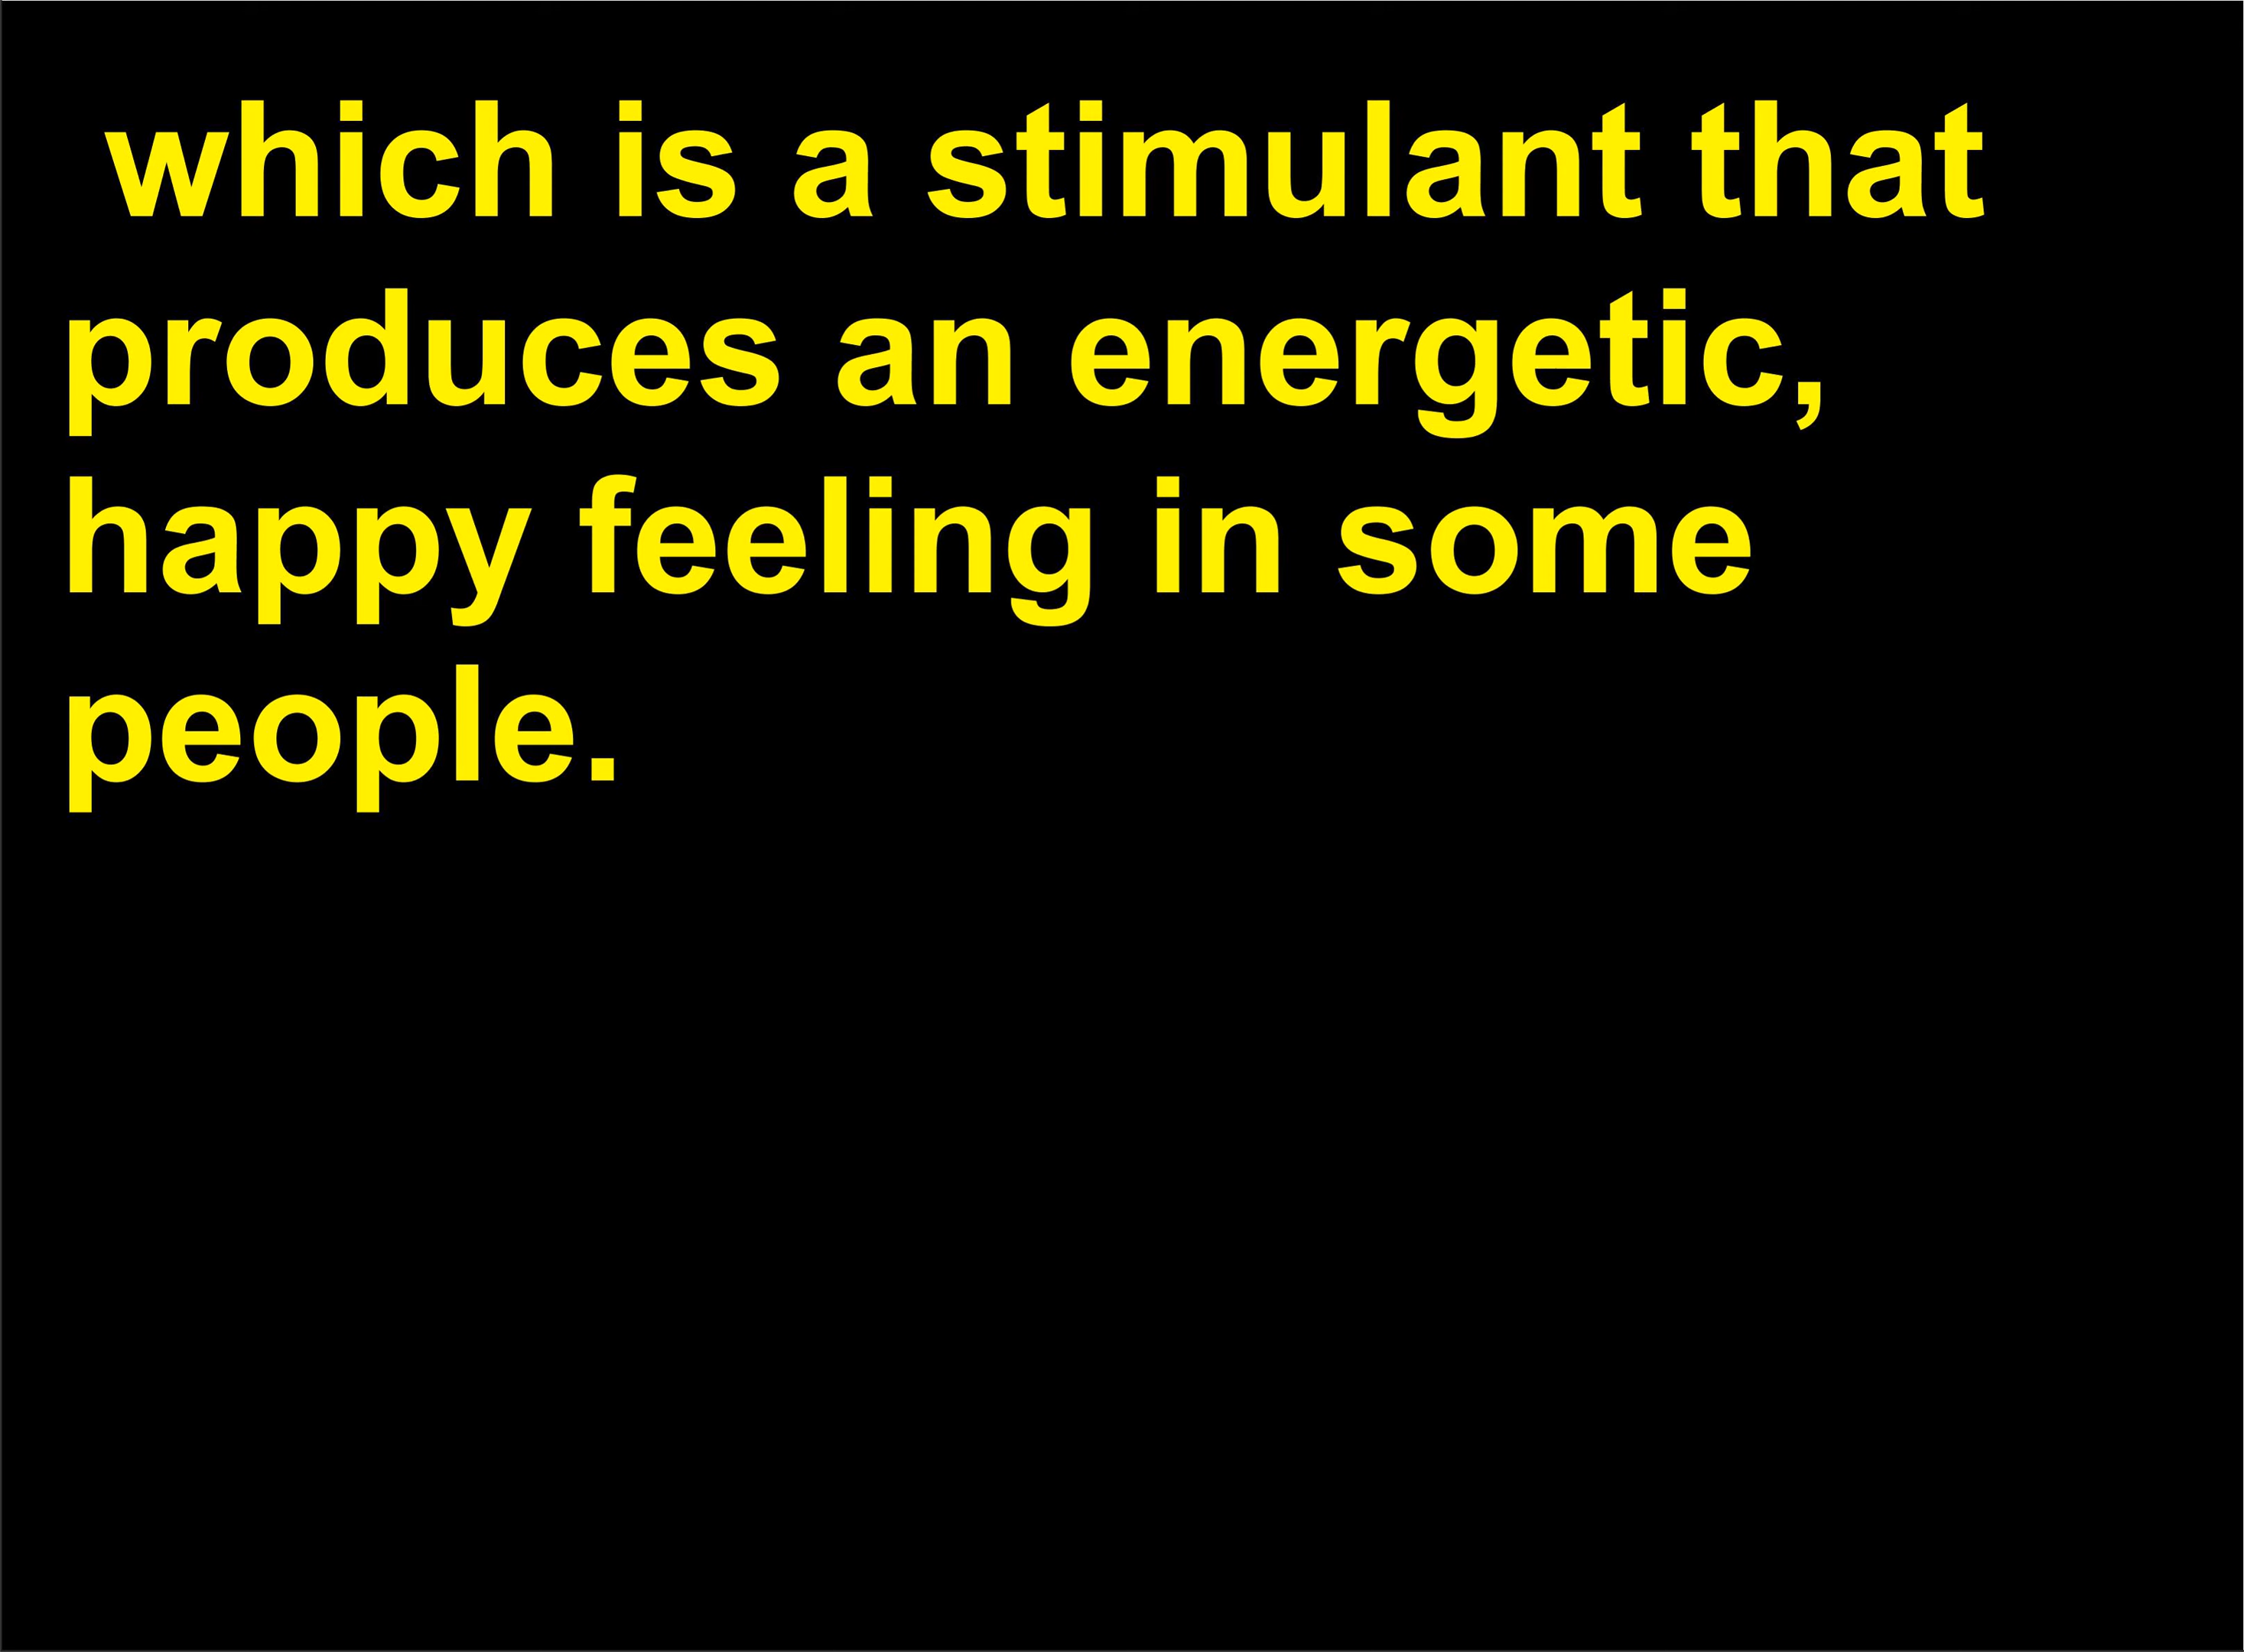 which is a stimulant that
produces an energetic,
happy feeling in some
people.